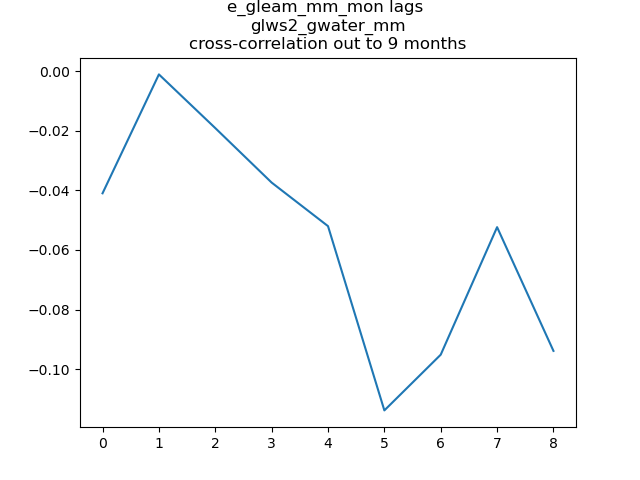 e_gleam_mm_mon lags
glws2_gwater_mm
cross-correlation out to 9 months
0.00
−0.02
−0.04
−0.06
−0.08
−0.10
0 1 2 3 4 5 6 7 8